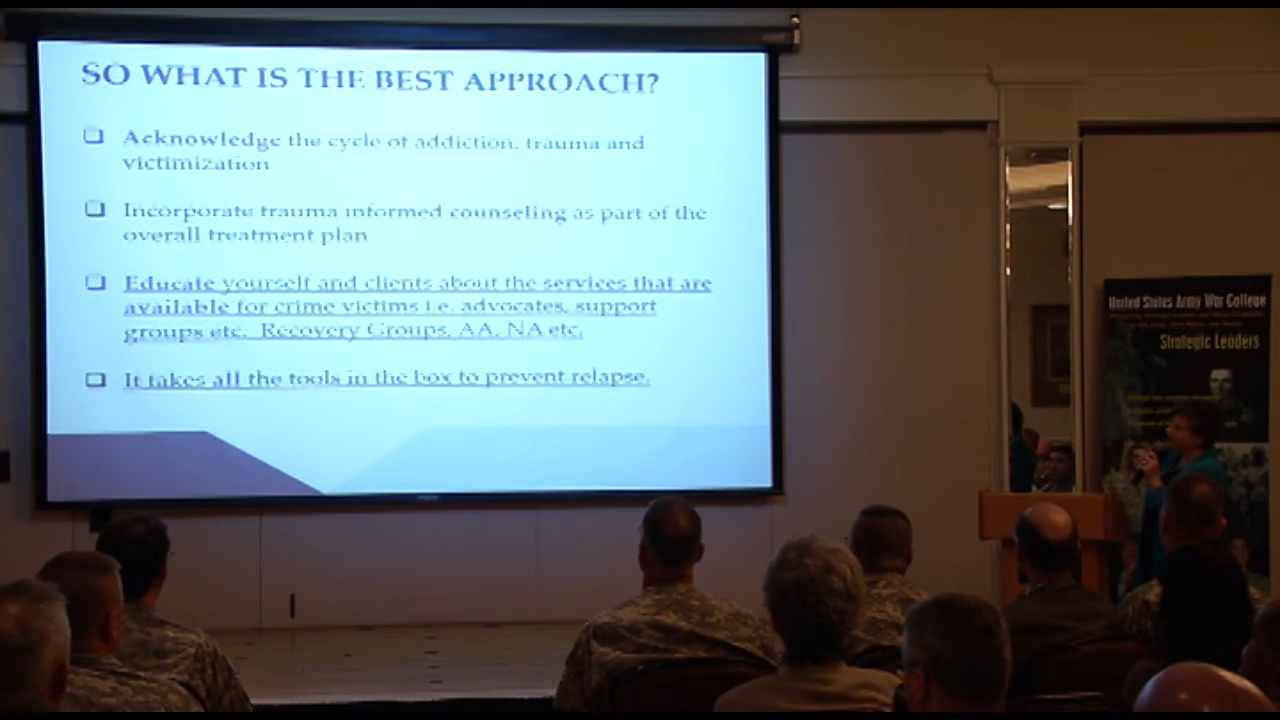 SO WHAT IS THE BEST APPROACH?
❑ Acknowledge the cycle of addiction, trauma and
victimization
❑ Incorporate trauma informed counseling as part of the
overall treatment plan
❑ Educate yourself and clients about the services that are
available for crime victims i.e. advocates, support
groups etc. Recovery Groups, AA, NA etc.
❑ It takes all the tools in the box to prevent relapse.
United States Army War College
Strategic Leaders